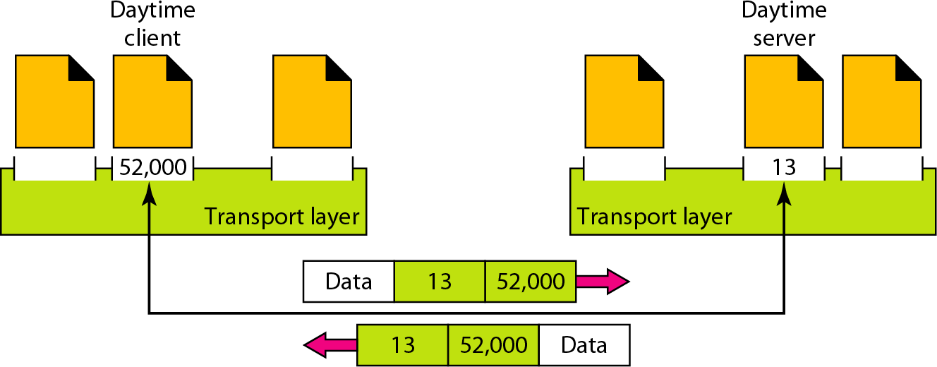 Daytime
client
Daytime
server
52,000
13
Transport layer
Transport layer
Data 13 52,000
13 52,000 Data